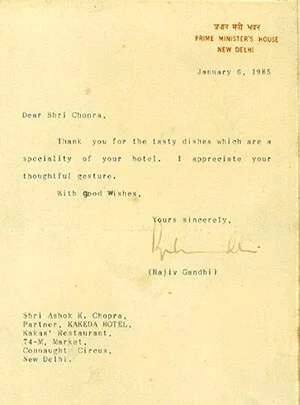 प्रधान मंत्री भवन
PRIME MINISTER'S HOUSE
NEW DELHI
January 6, 1985
Dear Shri Chopra,
Thank you for the tasty dishes which are a
speciality of your hotel. I appreciate your
thoughtful gesture.
With good Wishes,
Yours sincerely,
(Rajiv Gandhi)
Shri Ashok K. Chopra,
Partner, KAKEDA HOTEL,
Kakas' Restaurant,
74-M, Market,
Connaught Circus,
New Delhi.